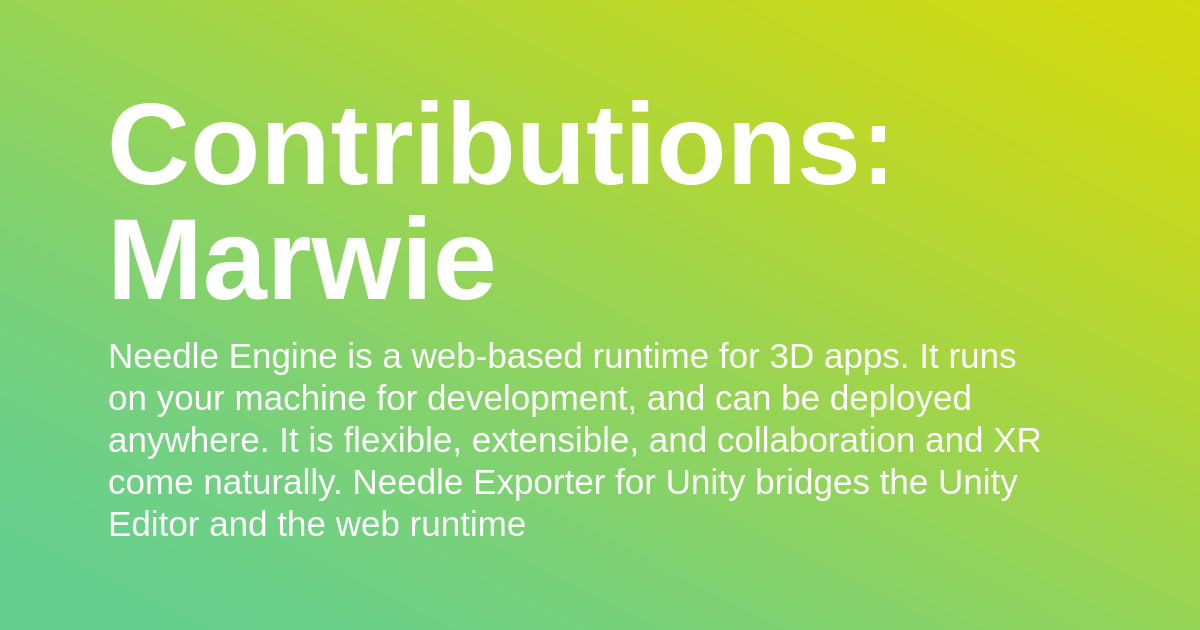 Contributions:
Marwie
Needle Engine is a web-based runtime for 3D apps. It runs
on your machine for development, and can be deployed
anywhere. It is flexible, extensible, and collaboration and XR
come naturally. Needle Exporter for Unity bridges the Unity
Editor and the web runtime